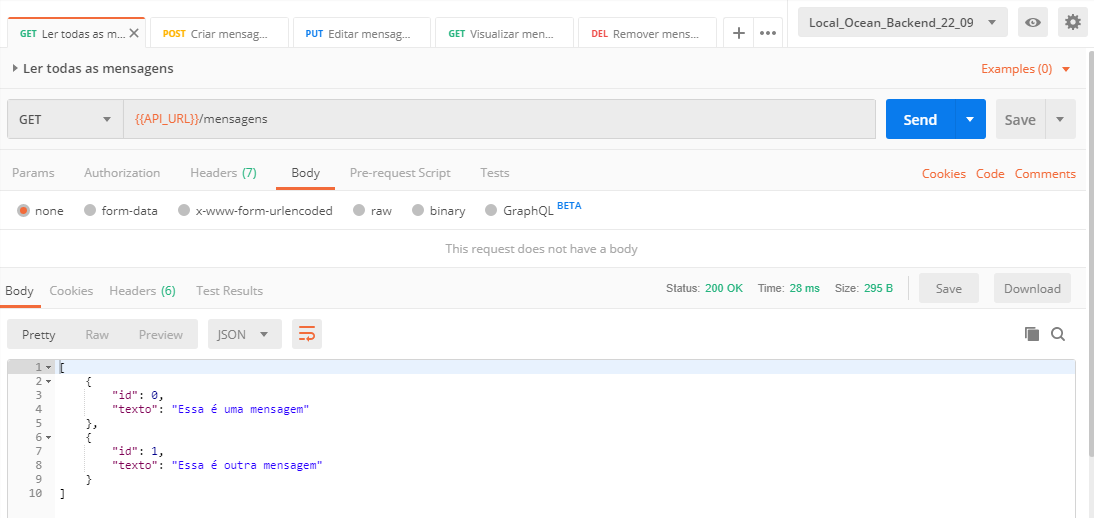 GET Ler todas as m... POST Criar mensag... PUT Editar mensag... GET Visualizar men... DEL Remover mens... Local_Ocean_Backend_22_09
Ler todas as mensagens Examples (0)
GET {{API_URL}}/mensagens Send Save
Params Authorization Headers (7) Body Pre-request Script Tests Cookies Code Comments
none form-data x-www-form-urlencoded raw binary GraphQL BETA
This request does not have a body
Body Cookies Headers (6) Test Results Status: 200 OK Time: 28 ms Size: 295 B Save Download
Pretty Raw Preview JSON
1 [
2 {
3 "id": 0,
4 "texto": "Essa é uma mensagem"
5 },
6 {
7 "id": 1,
8 "texto": "Essa é outra mensagem"
9 }
10 ]